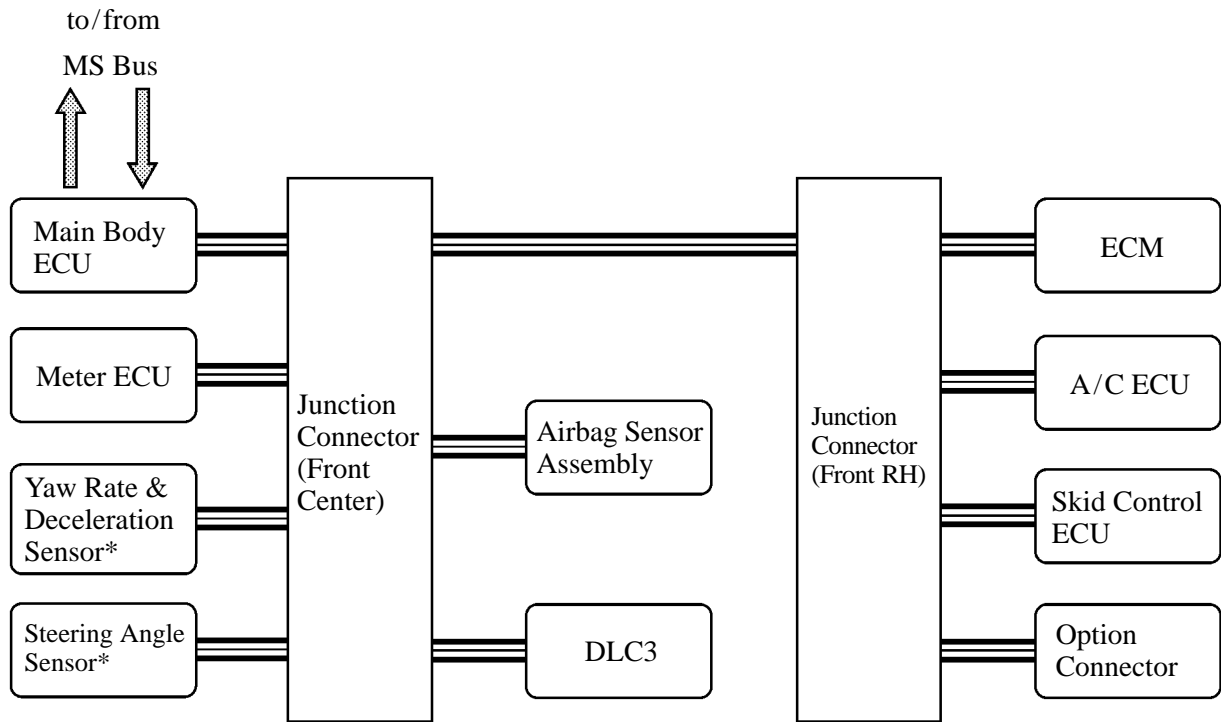 to/from
MS Bus
Main Body
ECU
Meter ECU
Yaw Rate &
Deceleration
Sensor*
Steering Angle
Sensor*
Junction
Connector
(Front
Center)
Airbag Sensor
Assembly
DLC3
Junction
Connector
(Front RH)
ECM
A/C ECU
Skid Control
ECU
Option
Connector